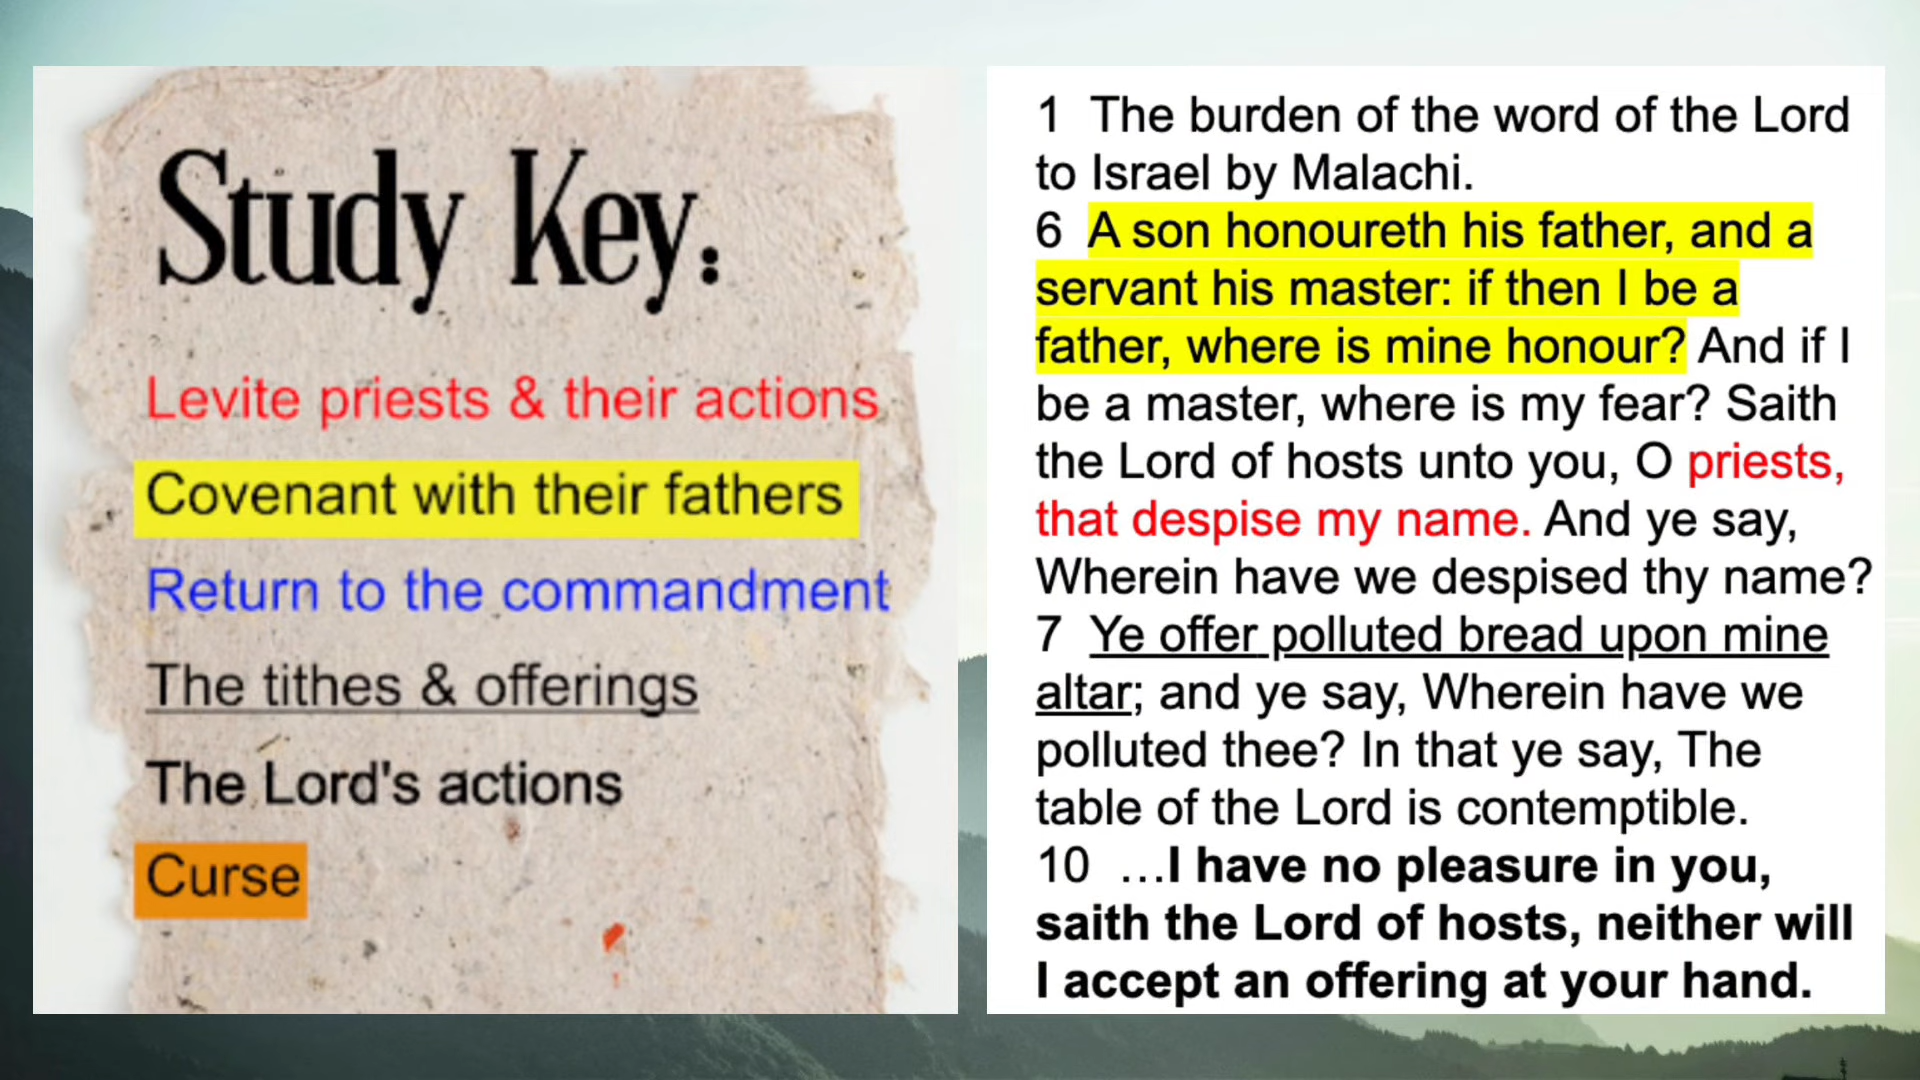 Study Key:
Levite priests & their actions
Covenant with their fathers
Return to the commandment
The tithes & offerings
The Lord's actions
Curse
1 The burden of the word of the Lord
to Israel by Malachi.
6 A son honoureth his father, and a
servant his master: if then I be a
father, where is mine honour? And if I
be a master, where is my fear? Saith
the Lord of hosts unto you, O priests,
that despise my name. And ye say,
Wherein have we despised thy name?
7 Ye offer polluted bread upon mine
altar; and ye say, Wherein have we
polluted thee? In that ye say, The
table of the Lord is contemptible.
10 …I have no pleasure in you,
saith the Lord of hosts, neither will
I accept an offering at your hand.